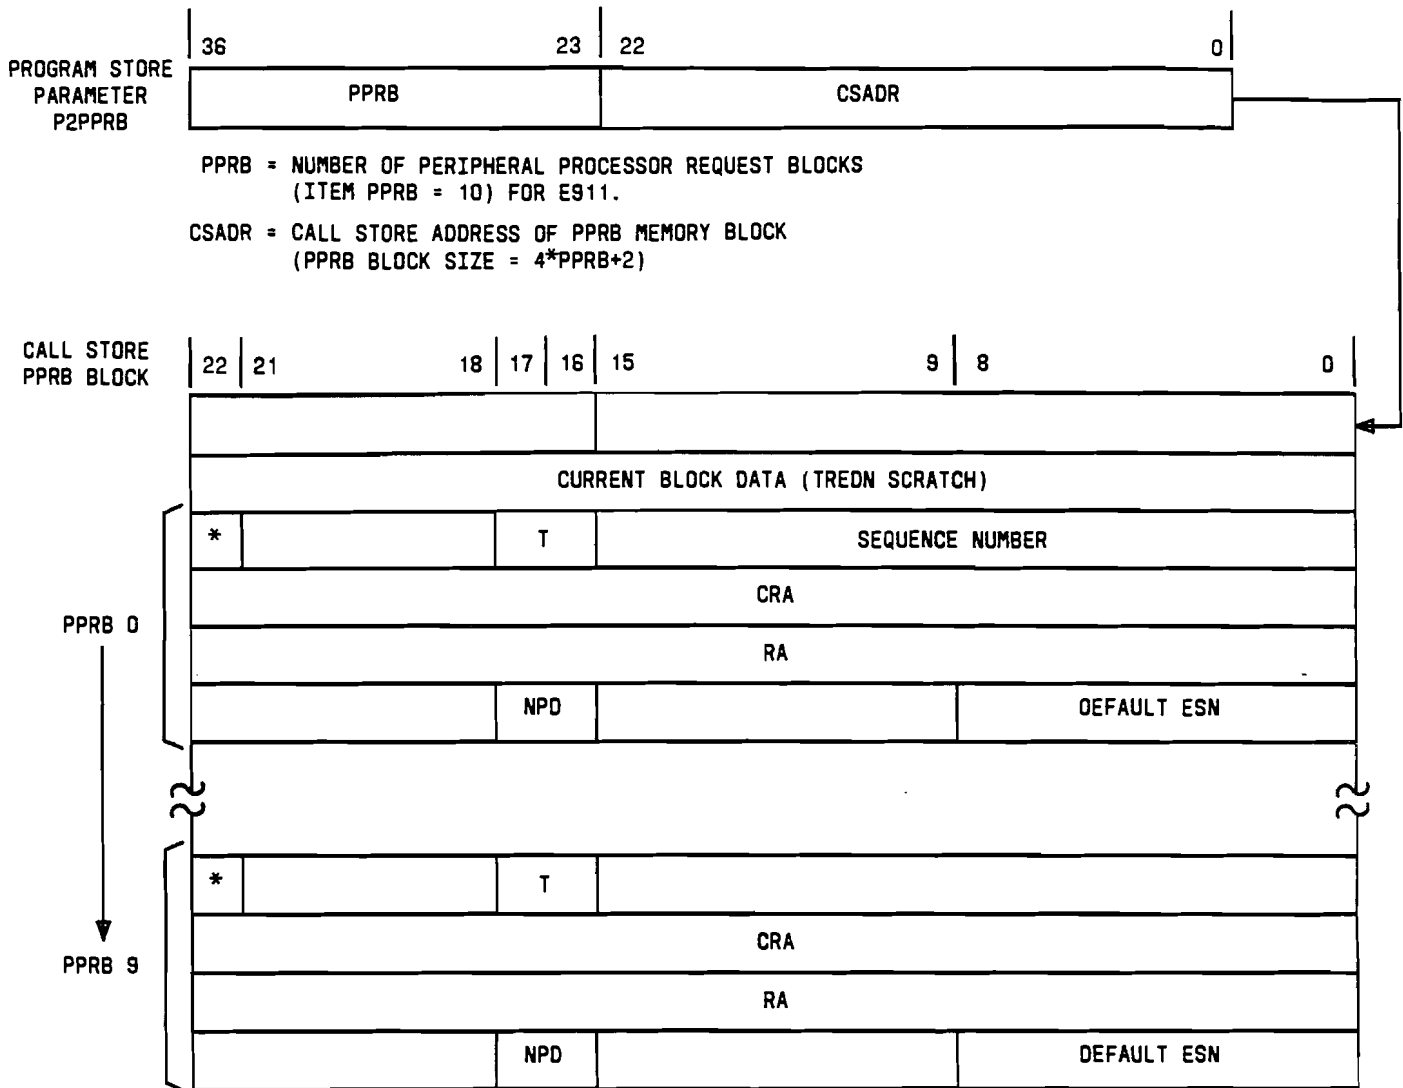 36 23 22 0
PROGRAM STORE
PARAMETER
P2PPRB
PPRB CSADR
PPRB = NUMBER OF PERIPHERAL PROCESSOR REQUEST BLOCKS
(ITEM PPRB = 10) FOR E911.
CSADR = CALL STORE ADDRESS OF PPRB MEMORY BLOCK
(PPRB BLOCK SIZE = 4*PPRB+2)
CALL STORE
PPRB BLOCK
22 21 18 17 16 15 9 8 0
CURRENT BLOCK DATA (TREDN SCRATCH)
* T SEQUENCE NUMBER
CRA
PPRB 0
RA
NPD DEFAULT ESN
* T
CRA
PPRB 9
RA
NPD DEFAULT ESN